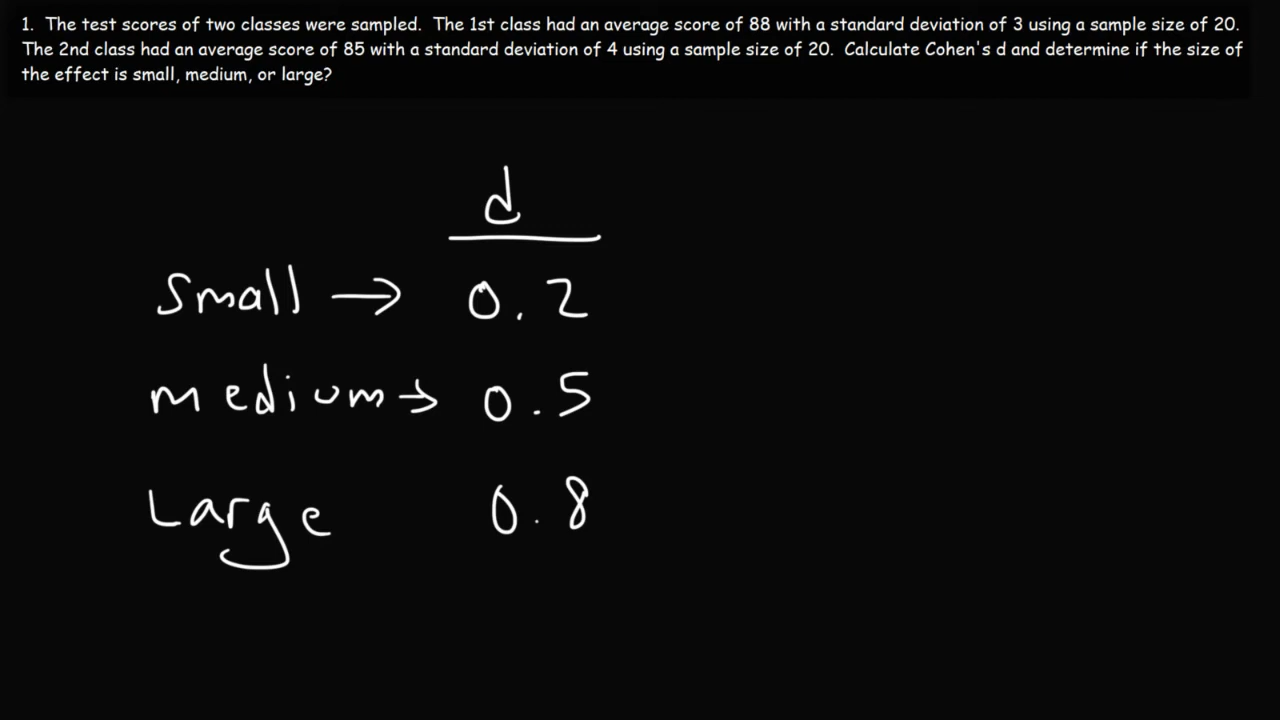 1. The test scores of two classes were sampled. The 1st class had an average score of 88 with a standard deviation of 3 using a sample size of 20.
The 2nd class had an average score of 85 with a standard deviation of 4 using a sample size of 20. Calculate Cohen's d and determine if the size of
the effect is small, medium, or large?
d
Small → 0.2
medium → 0.5
Large 0.8